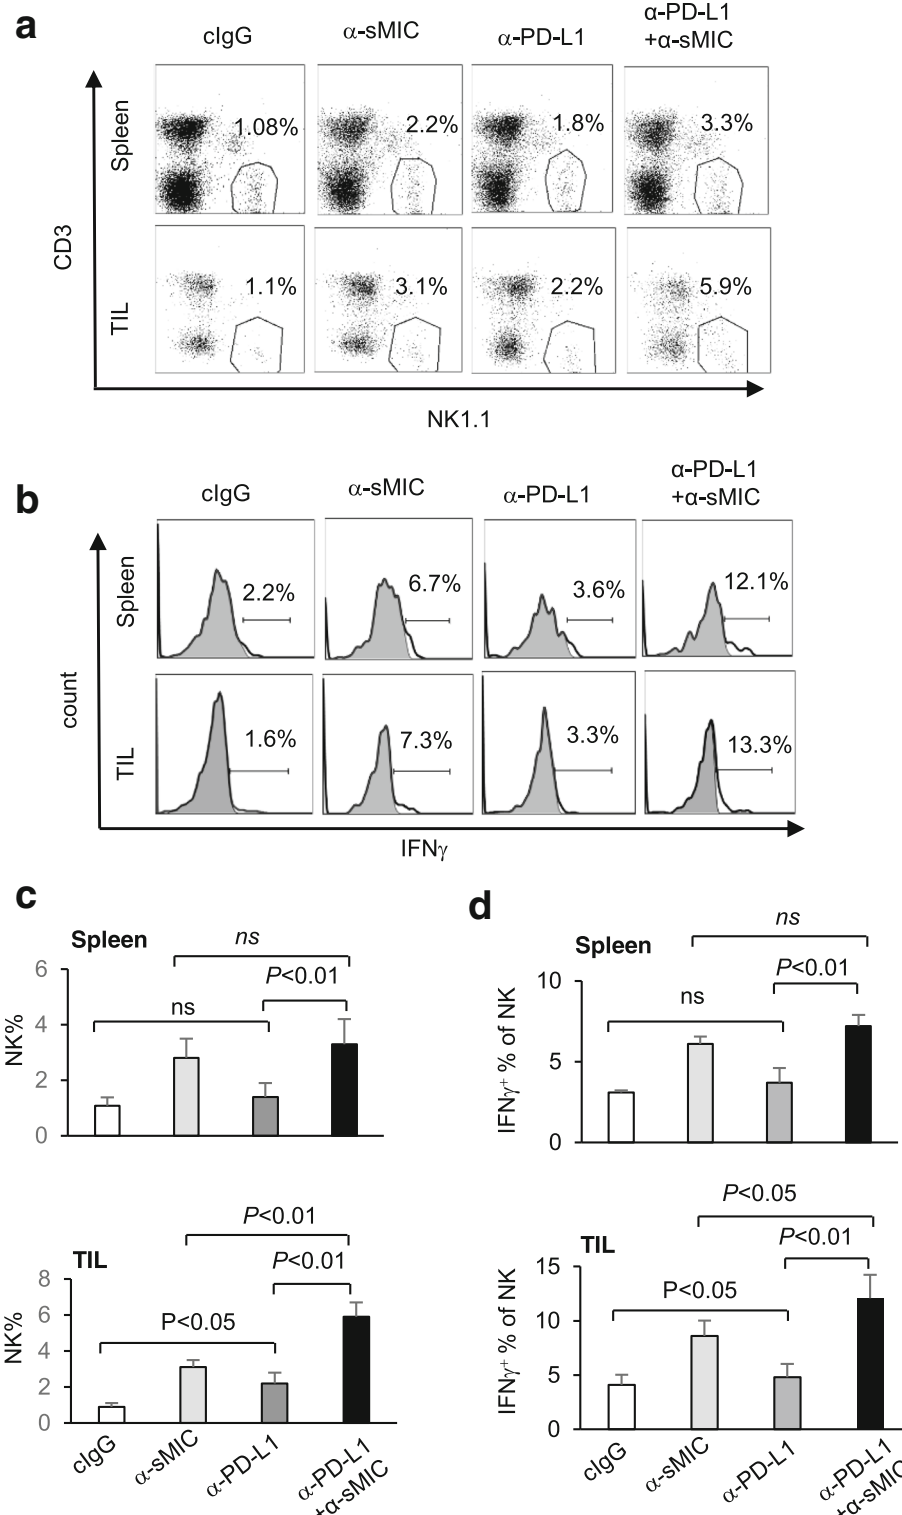 a
cIgG
α-sMIC
α-PD-L1
α-PD-L1
+α-sMIC
Spleen
1.08%
2.2%
1.8%
3.3%
CD3
TIL
1.1%
3.1%
2.2%
5.9%
NK1.1
b
cIgG
α-sMIC
α-PD-L1
α-PD-L1
+α-sMIC
Spleen
2.2%
6.7%
3.6%
12.1%
count
TIL
1.6%
7.3%
3.3%
13.3%
IFNγ
c
Spleen
ns
P<0.01
ns
NK%
6
4
2
0
TIL
P<0.01
P<0.01
P<0.05
NK%
8
6
4
2
0
cIgG
α-sMIC
α-PD-L1
α-PD-L1
+α-sMIC
d
Spleen
ns
P<0.01
ns
IFNγ+ % of NK
10
5
0
TIL
P<0.05
P<0.01
P<0.05
IFNγ+ % of NK
15
10
5
0
cIgG
α-sMIC
α-PD-L1
α-PD-L1
+α-sMIC